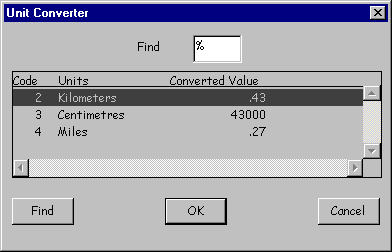 Unit Converter
Find %
Code Units Converted Value
2 Kilometers .43
3 Centimetres 43000
4 Miles .27
Find OK Cancel